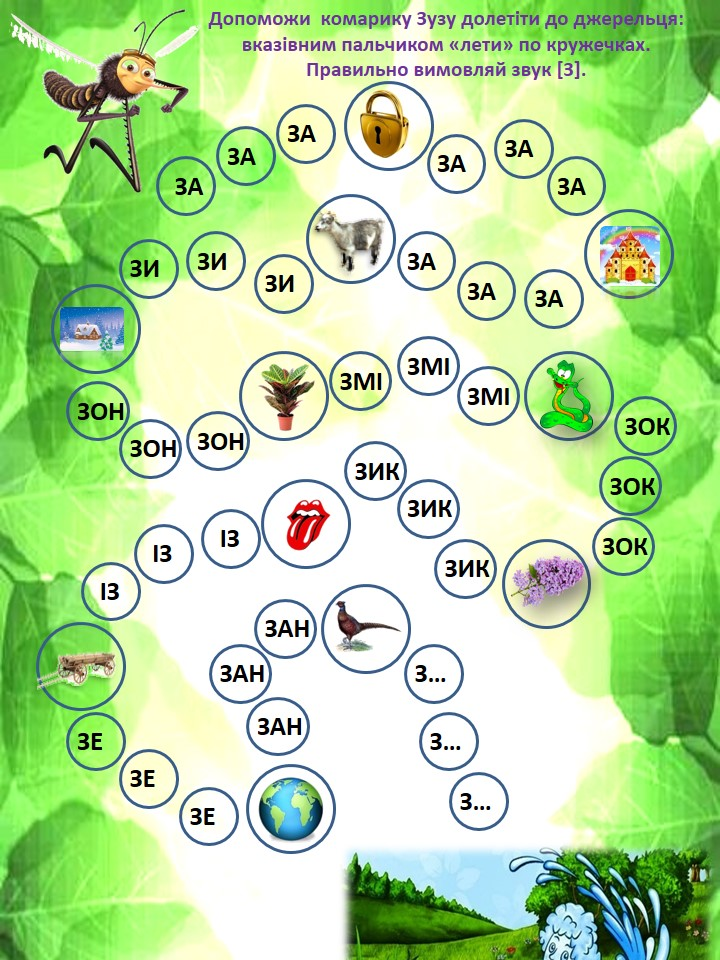 Допоможи комарику Зузу долетіти до джерельця:
вказівним пальчиком «лети» по кружечках.
Правильно вимовляй звук [З].
ЗА
ЗА
ЗА
ЗА
ЗА
ЗА
ЗА
ЗА
ЗА
ЗИ
ЗИ
ЗИ
ЗОН
ЗОН
ЗОН
ЗМІ
ЗМІ
ЗМІ
ЗОК
ЗОК
ЗОК
ЗИК
ЗИК
ЗИК
ІЗ
ІЗ
ІЗ
ЗЕ
ЗЕ
ЗЕ
ЗАН
ЗАН
ЗАН
З...
З...
З...